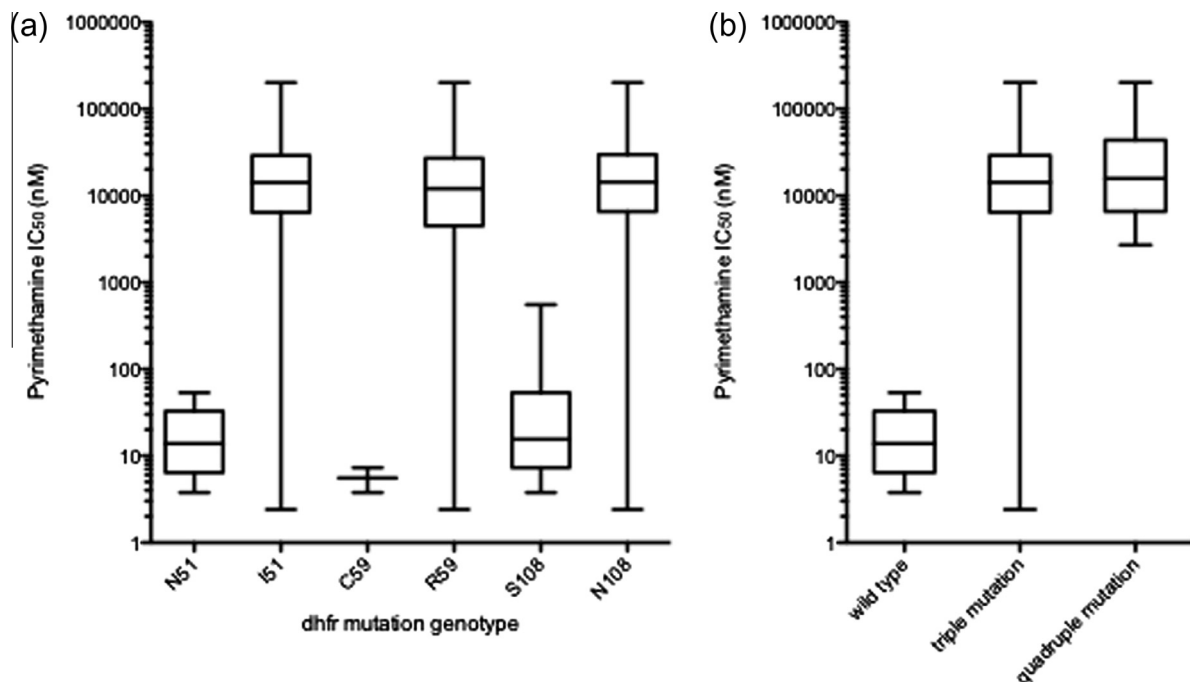 (a)
Pyrimethamine IC50 (nM)
1000000
100000
10000
1000
100
10
1
N51
I51
C59
R59
S108
N108
dhfr mutation genotype
(b)
Pyrimethamine IC50 (nM)
1000000
100000
10000
1000
100
10
1
wild type
triple mutation
quadruple mutation